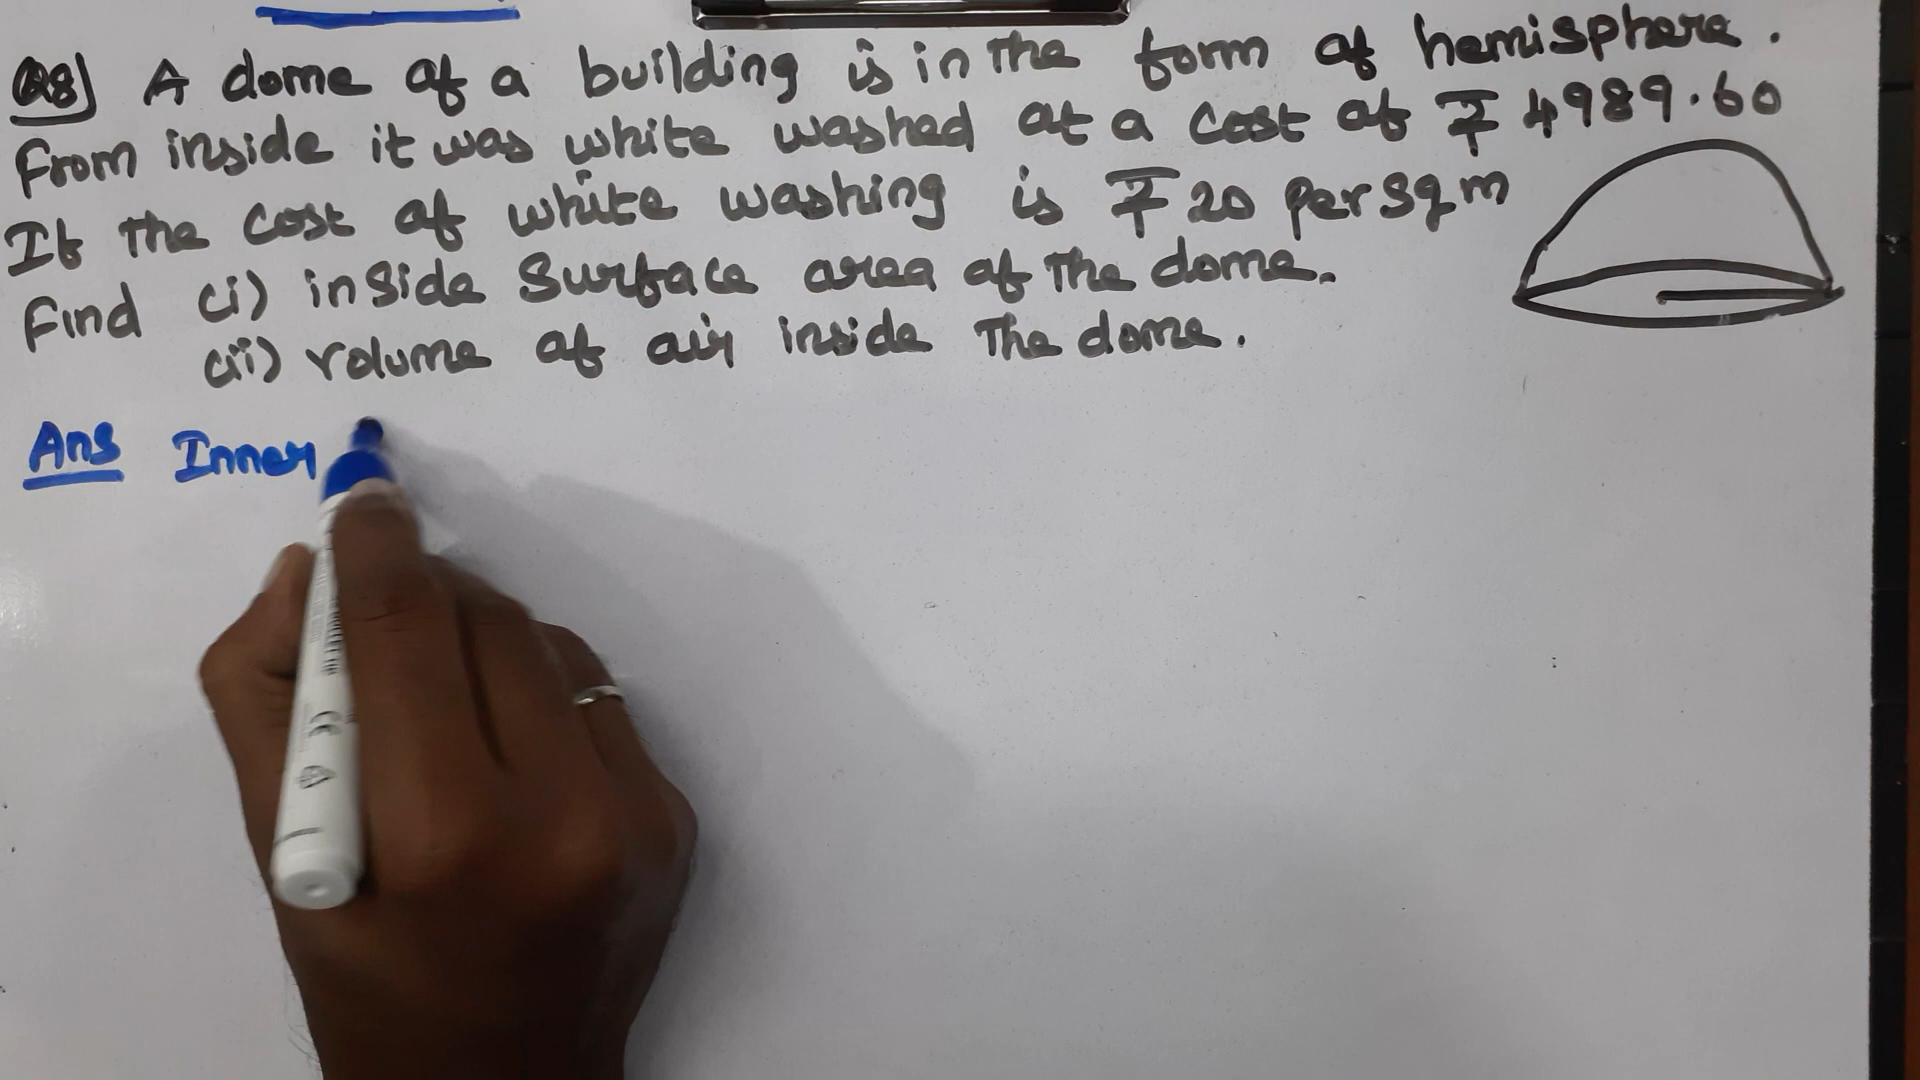 Q8) A dome of a building is in the form of hemisphere.
From inside it was white washed at a cost of ₹ 4989.60
If the cost of white washing is ₹ 20 per sq m
Find (i) inside surface area of the dome.
(ii) volume of air inside the dome.
Ans Inner